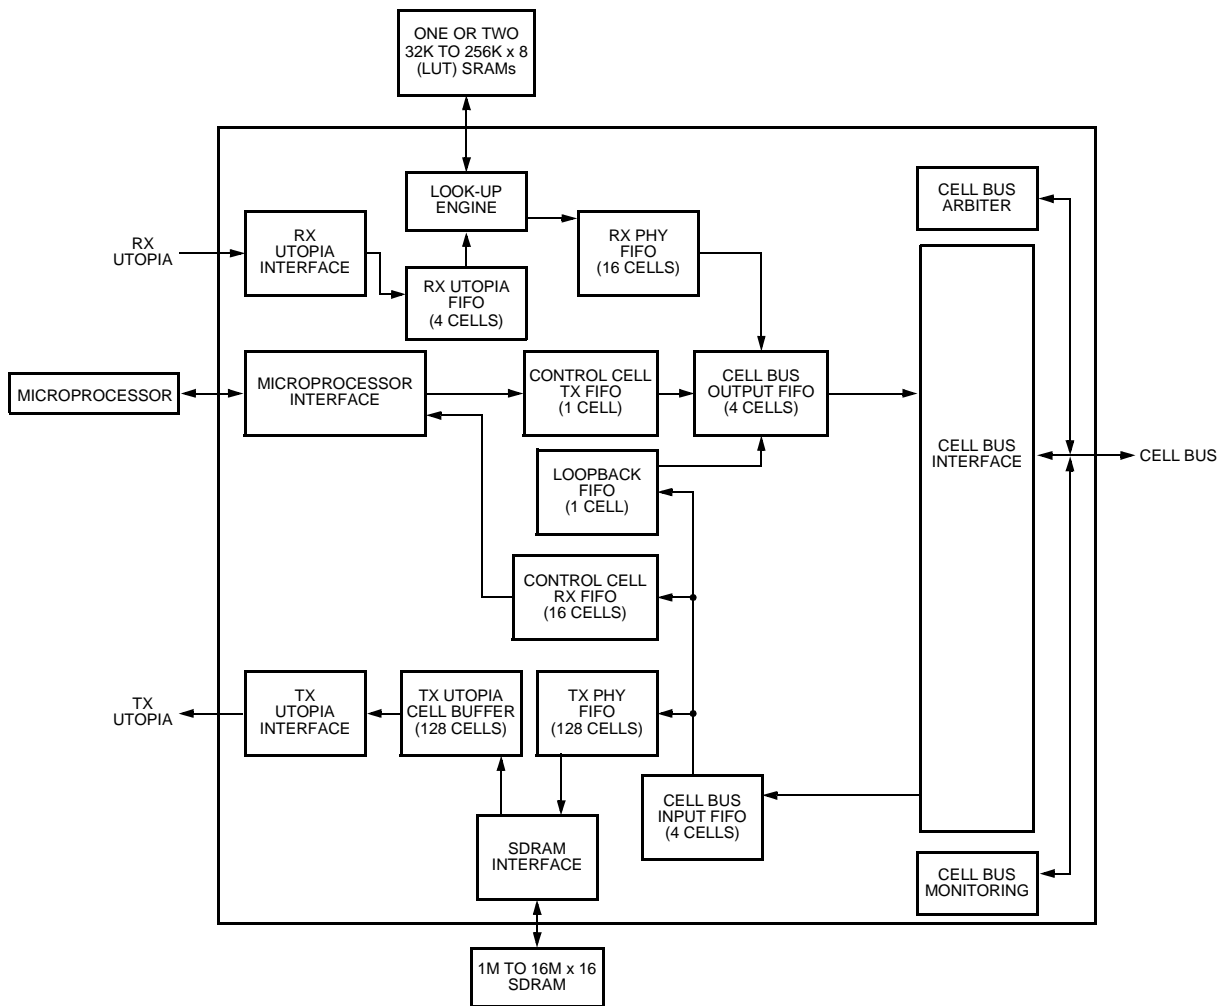 ONE OR TWO
32K TO 256K x 8
(LUT) SRAMs
LOOK-UP
ENGINE
CELL BUS
ARBITER
RX
UTOPIA
RX
UTOPIA
INTERFACE
RX PHY
FIFO
(16 CELLS)
RX UTOPIA
FIFO
(4 CELLS)
MICROPROCESSOR
MICROPROCESSOR
INTERFACE
CONTROL CELL
TX FIFO
(1 CELL)
CELL BUS
OUTPUT FIFO
(4 CELLS)
CELL BUS
INTERFACE
CELL BUS
LOOPBACK
FIFO
(1 CELL)
CONTROL CELL
RX FIFO
(16 CELLS)
TX
UTOPIA
TX
UTOPIA
INTERFACE
TX UTOPIA
CELL BUFFER
(128 CELLS)
TX PHY
FIFO
(128 CELLS)
CELL BUS
INPUT FIFO
(4 CELLS)
SDRAM
INTERFACE
CELL BUS
MONITORING
1M TO 16M x 16
SDRAM